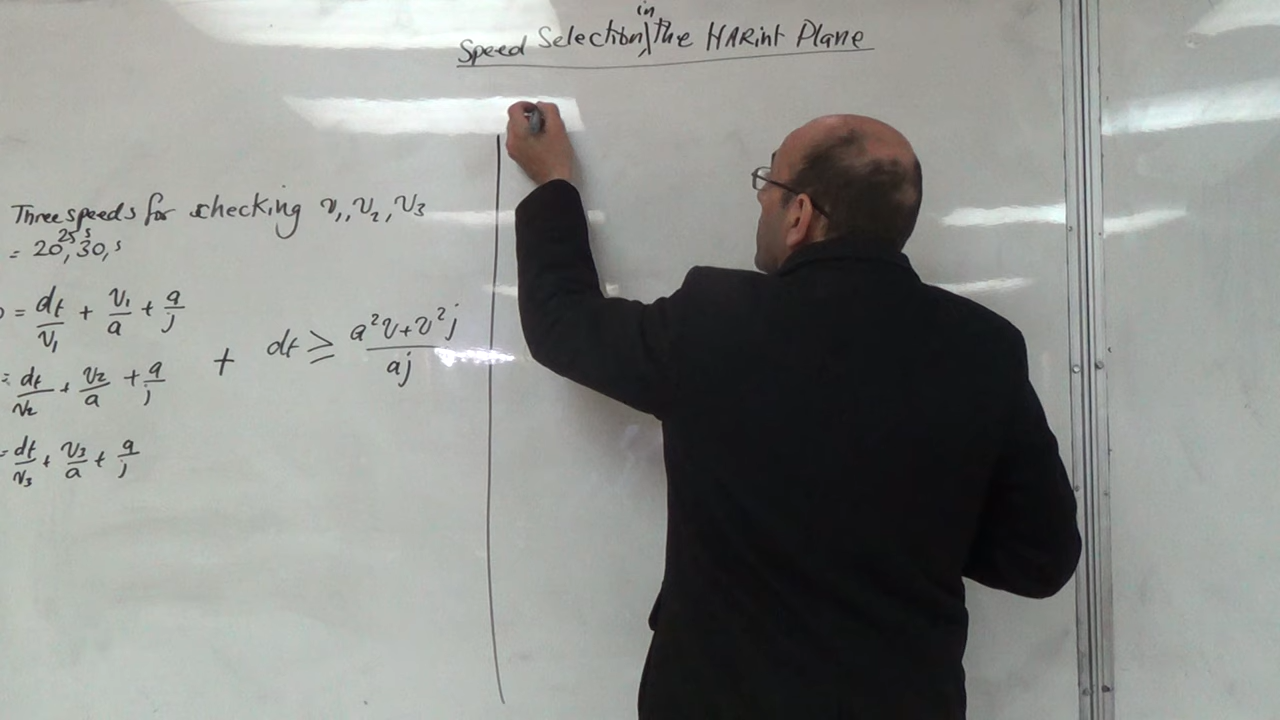 Speed Selection in the HARint Plane
Three speeds for checking v₁, v₂, v₃
= 20, 25, 30, s
= dt/v₁ + v₁/a + a/j
= dt/v₂ + v₂/a + a/j
+ dt ≥ (a²v + v²j)/aj
= dt/v₃ + v₃/a + a/j